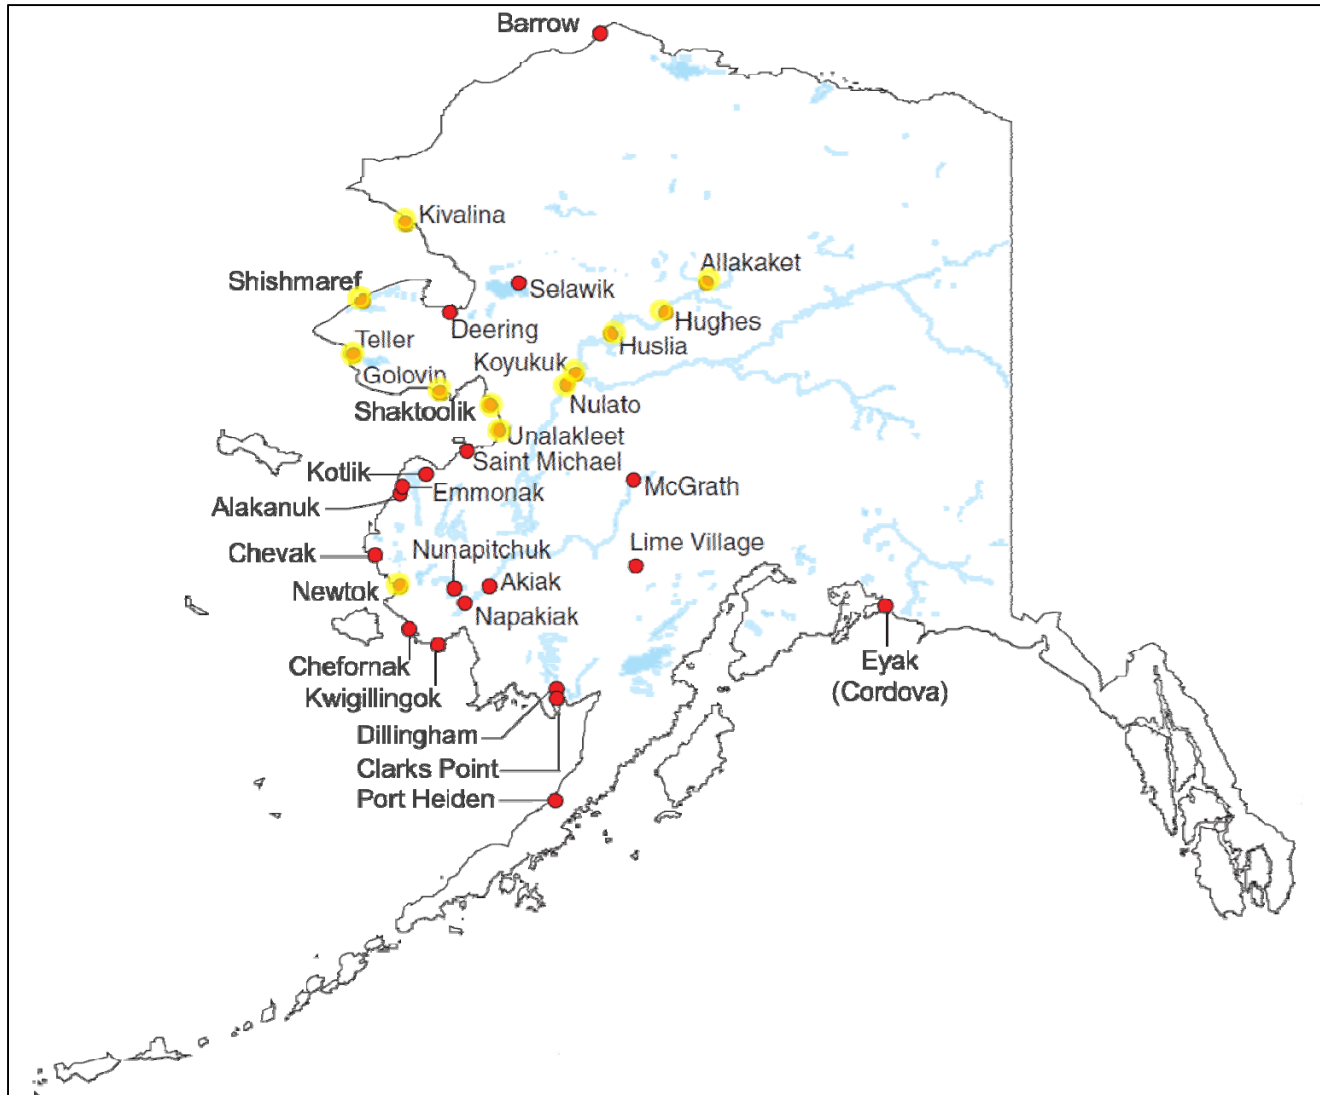 Barrow
Kivalina
Allakaket
Shishmaref
Selawik
Hughes
Deering
Teller
Huslia
Koyukuk
Golovin
Nulato
Shaktoolik
Unalakleet
Saint Michael
Kotlik
McGrath
Emmonak
Alakanuk
Lime Village
Chevak
Nunapitchuk
Akiak
Newtok
Napakiak
Eyak
(Cordova)
Chefornak
Kwigillingok
Dillingham
Clarks Point
Port Heiden